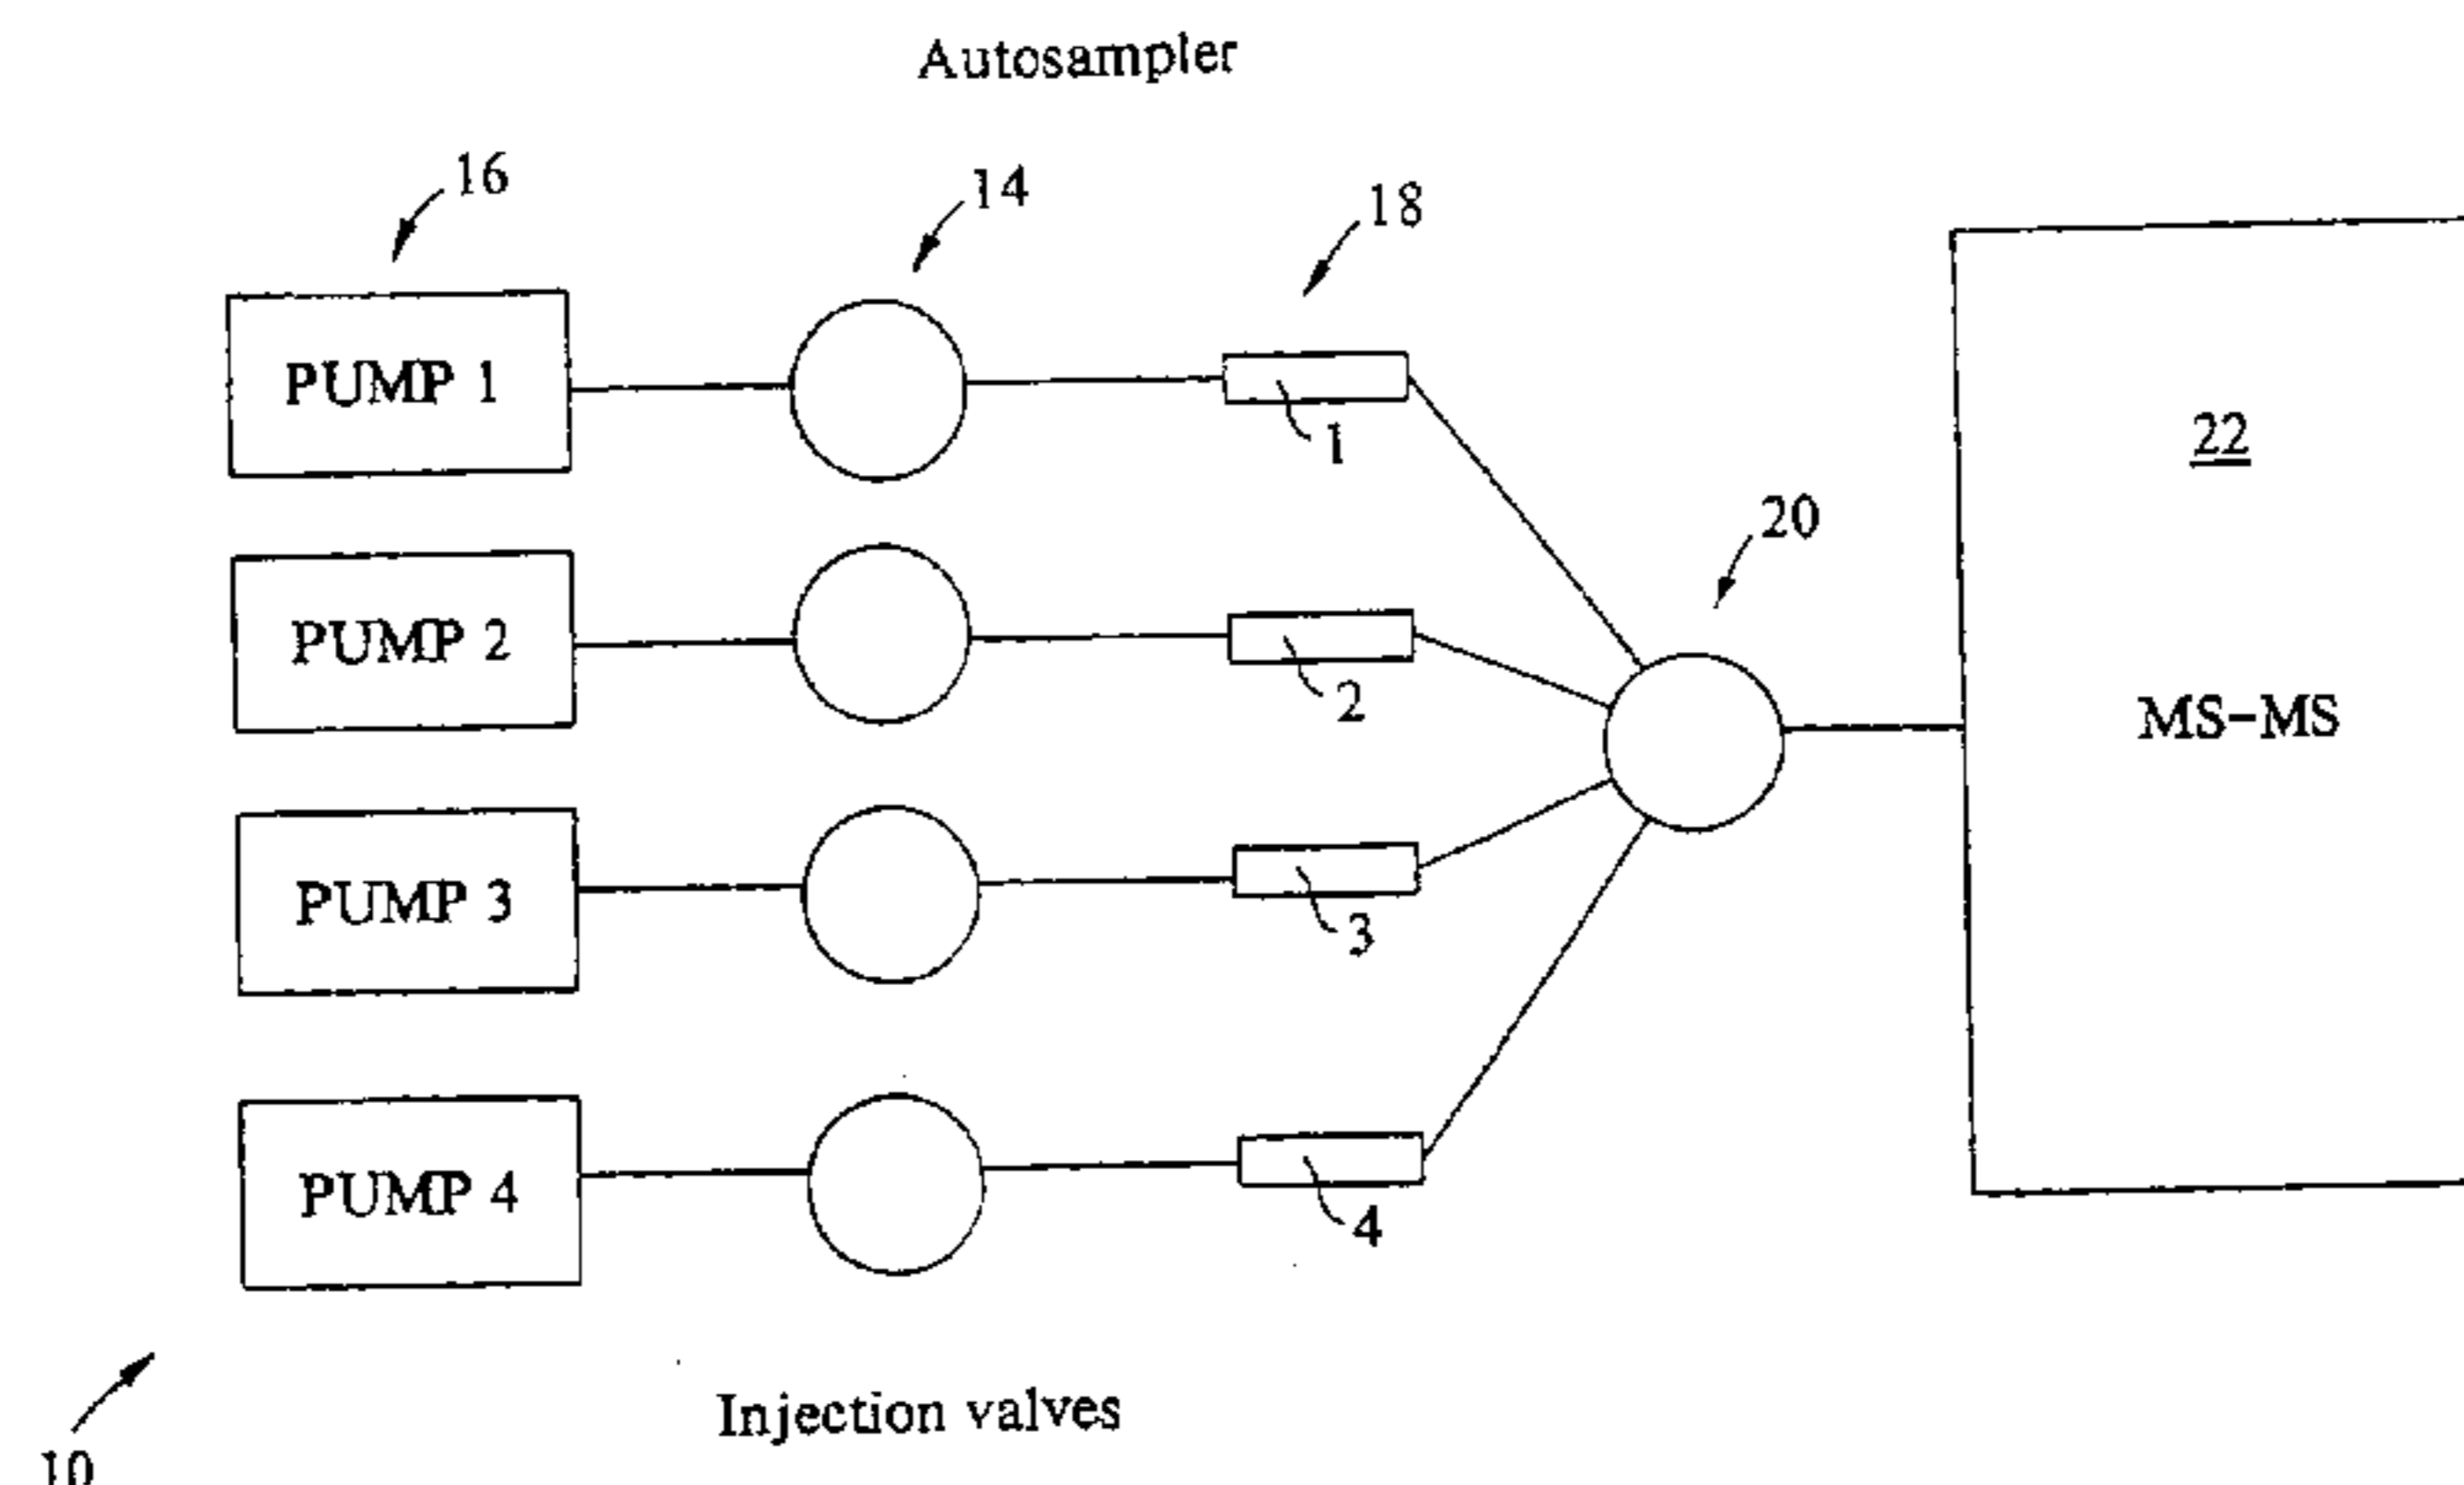 Autosampler
16
14
18
PUMP 1
1
22
20
PUMP 2
2
MS-MS
PUMP 3
3
PUMP 4
4
Injection valves
10